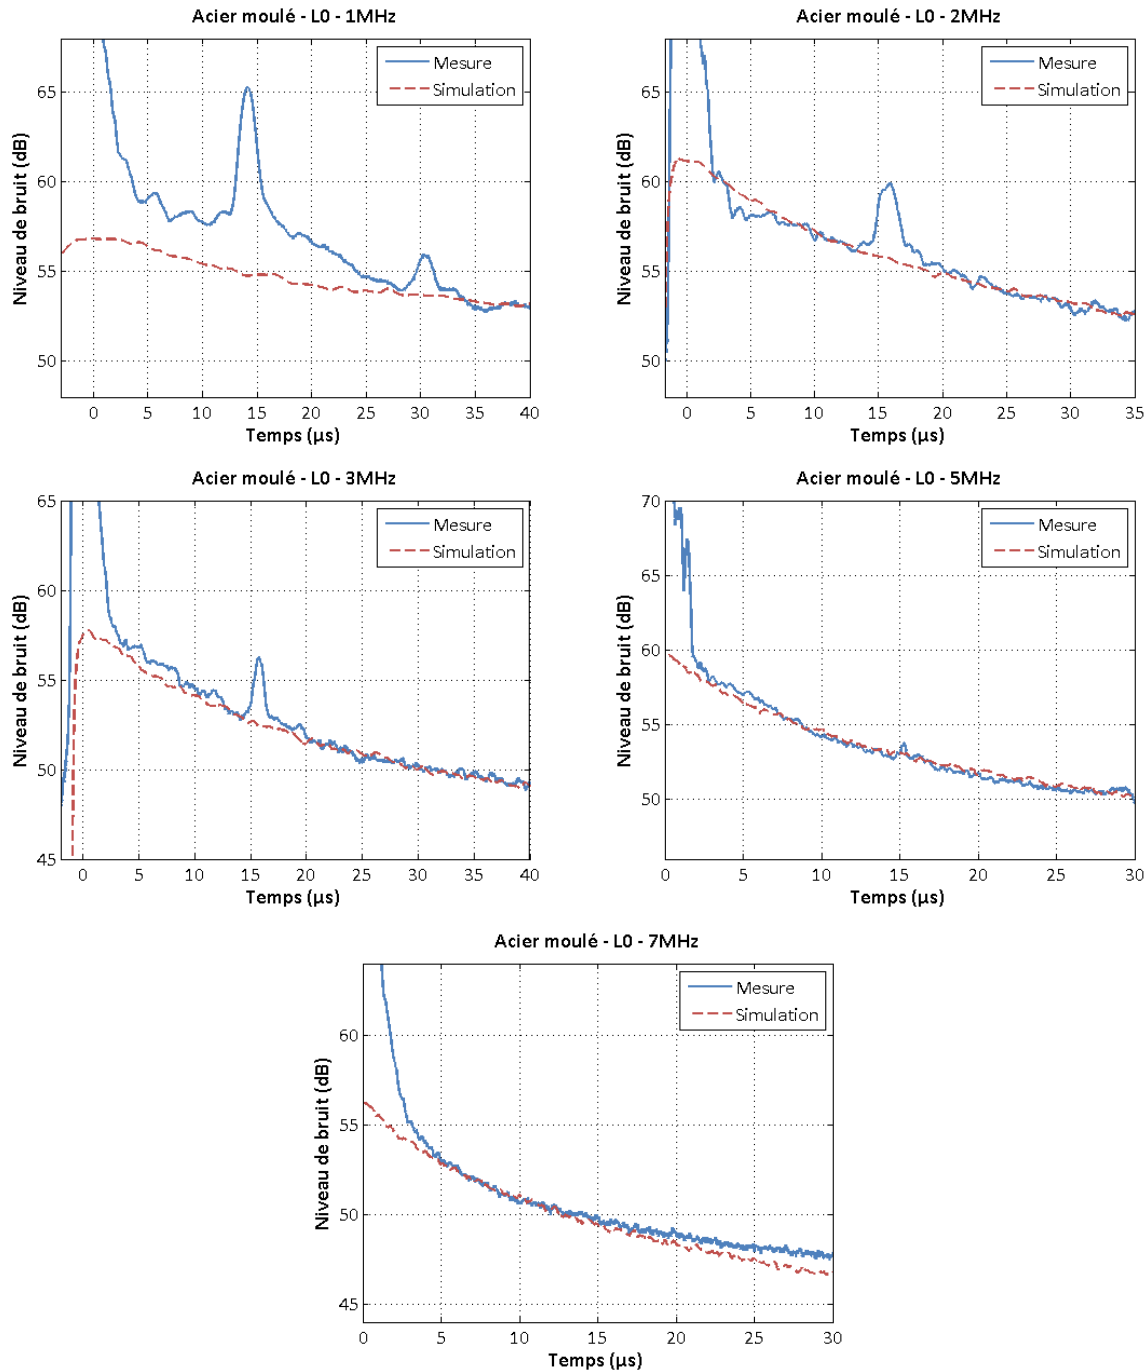 Acier moulé - L0 - 1MHz
Mesure
Simulation
Niveau de bruit (dB)
65
60
55
50
0 5 10 15 20 25 30 35 40
Temps (µs)
Acier moulé - L0 - 2MHz
Mesure
Simulation
Niveau de bruit (dB)
65
60
55
50
0 5 10 15 20 25 30 35
Temps (µs)
Acier moulé - L0 - 3MHz
Mesure
Simulation
Niveau de bruit (dB)
65
60
55
50
45
0 5 10 15 20 25 30 35 40
Temps (µs)
Acier moulé - L0 - 5MHz
Mesure
Simulation
Niveau de bruit (dB)
70
65
60
55
50
0 5 10 15 20 25 30
Temps (µs)
Acier moulé - L0 - 7MHz
Mesure
Simulation
Niveau de bruit (dB)
60
55
50
45
0 5 10 15 20 25 30
Temps (µs)